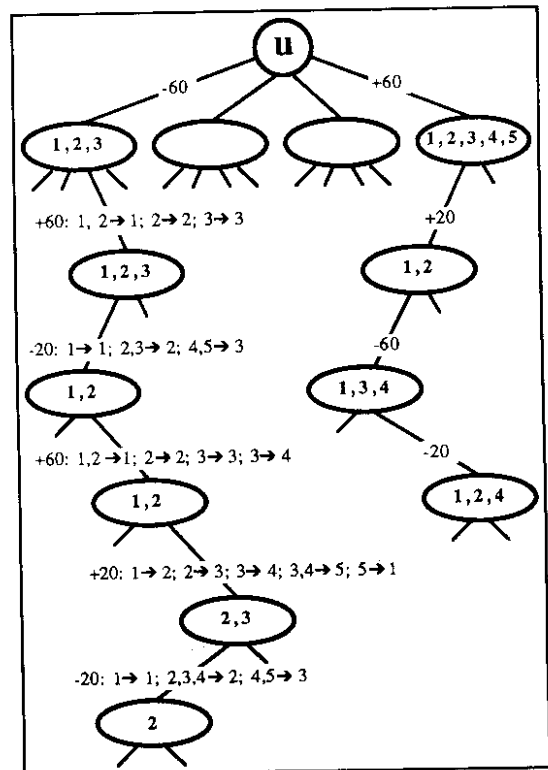 u
-60 +60
1,2,3 1,2,3,4,5
+60: 1, 2➔ 1; 2➔ 2; 3➔ 3 +20
1,2,3 1,2
-20: 1➔ 1; 2,3➔ 2; 4,5➔ 3 -60
1,2 1,3,4
+60: 1,2➔1; 2➔ 2; 3➔ 3; 3➔ 4 -20
1,2 1,2,4
+20: 1➔ 2; 2➔ 3; 3➔ 4; 3,4➔ 5; 5➔ 1
2,3
-20: 1➔ 1; 2,3,4➔ 2; 4,5➔ 3
2